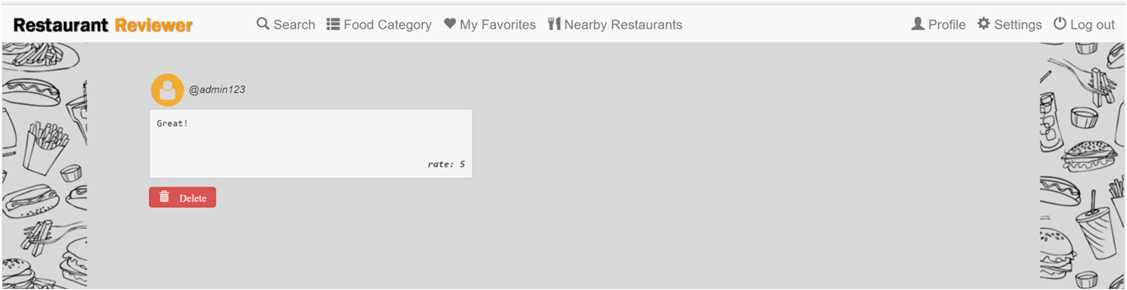 Restaurant Reviewer Search Food Category My Favorites Nearby Restaurants Profile Settings Log out
@admin123
Great!
rate: 5
Delete